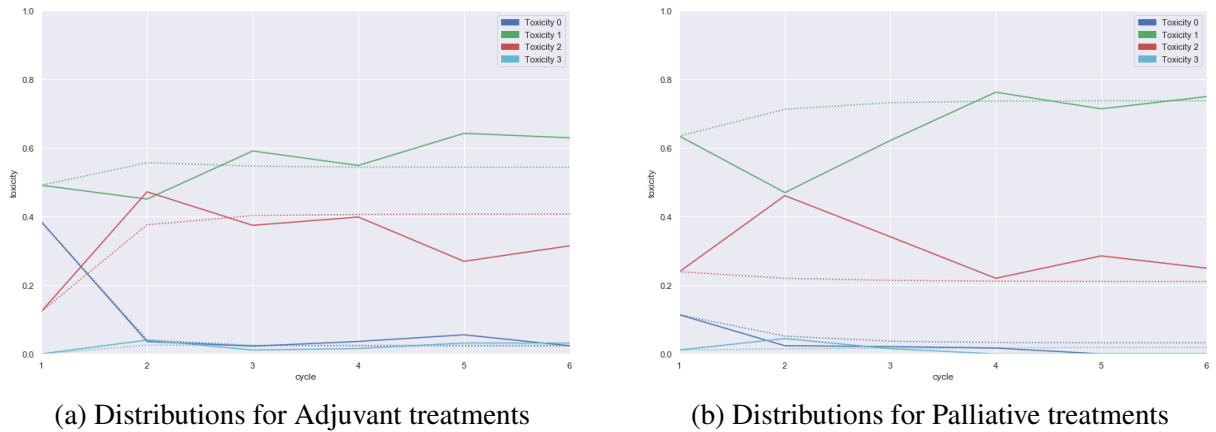 1.0
0.8
0.6
0.4
0.2
0.0
toxicity
1 2 3 4 5 6
cycle
Toxicity 0
Toxicity 1
Toxicity 2
Toxicity 3
(a) Distributions for Adjuvant treatments
1.0
0.8
0.6
0.4
0.2
0.0
toxicity
1 2 3 4 5 6
cycle
Toxicity 0
Toxicity 1
Toxicity 2
Toxicity 3
(b) Distributions for Palliative treatments